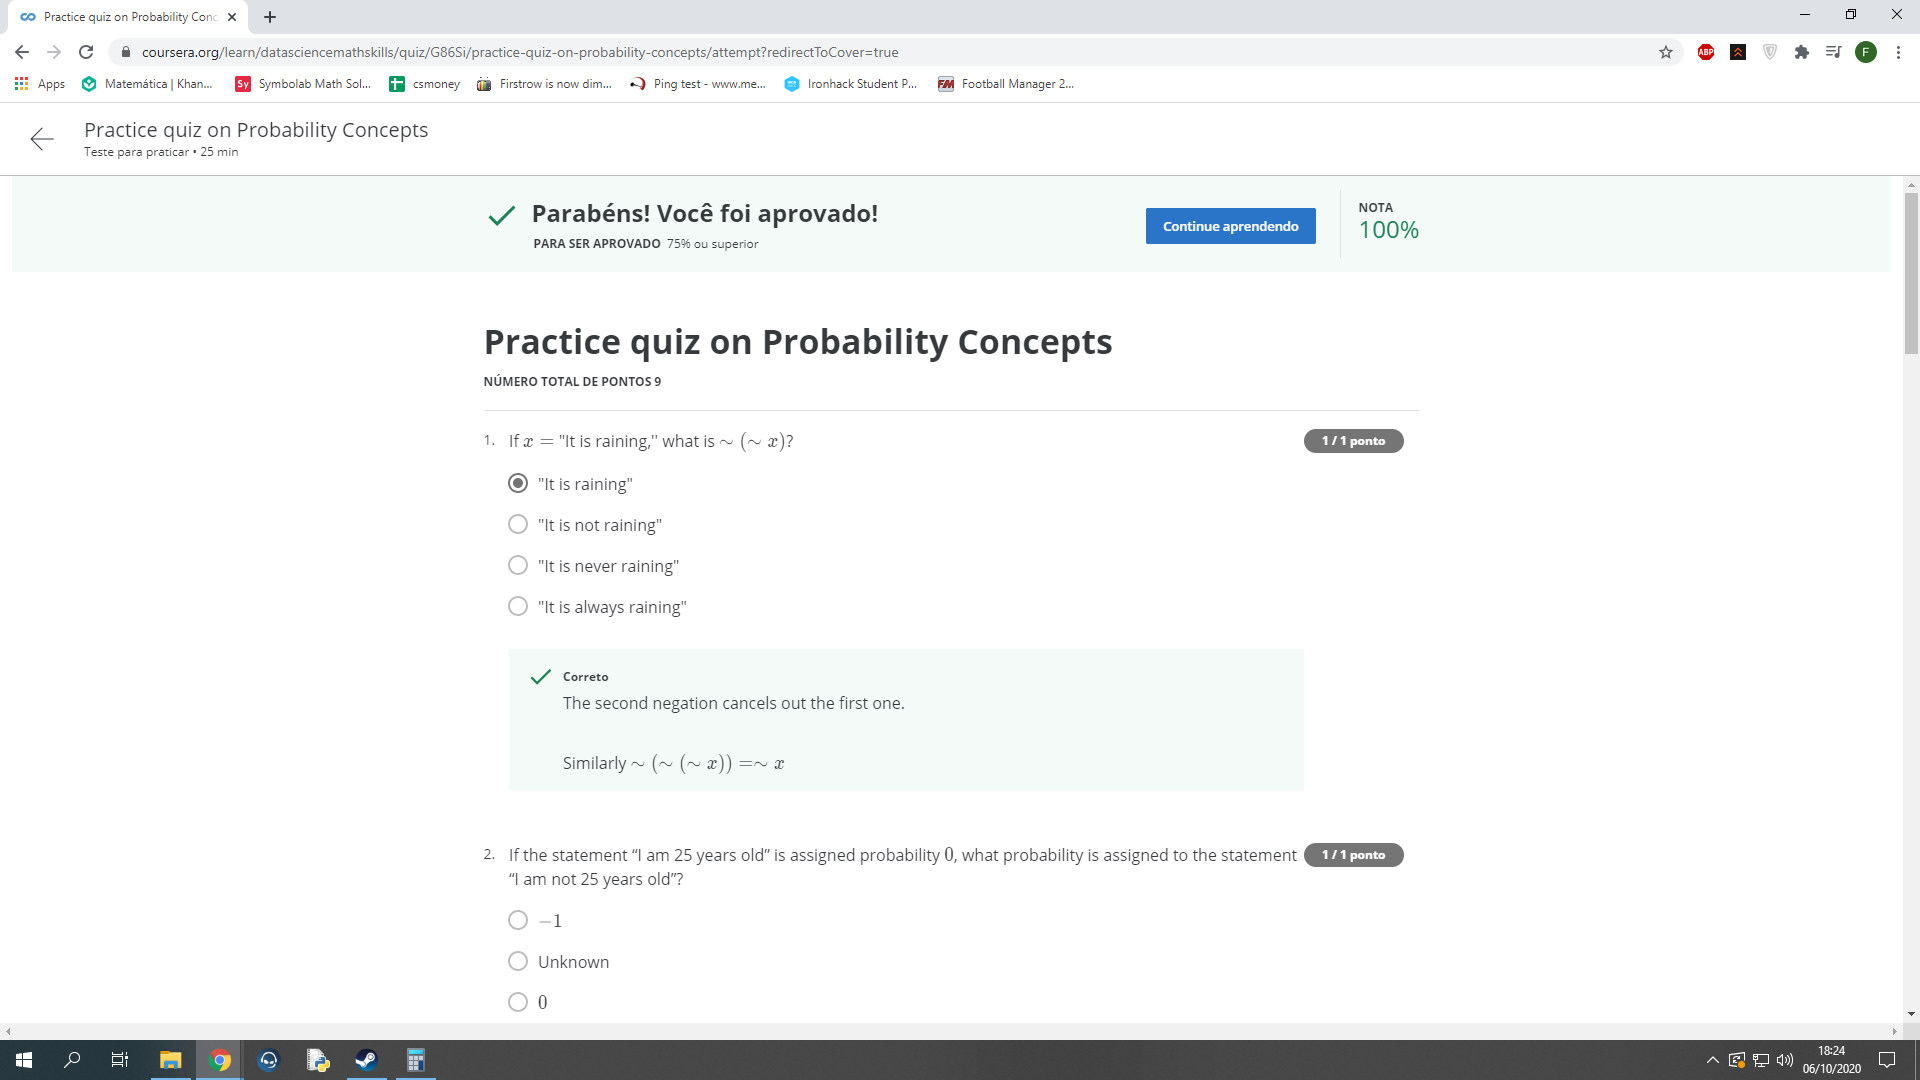 Practice quiz on Probability Conc
coursera.org/learn/datasciencemathskills/quiz/G86Si/practice-quiz-on-probability-concepts/attempt?redirectToCover=true
ABP
F
Apps
Matemática | Khan...
Sy
Symbolab Math Sol...
csmoney
Firstrow is now dim...
Ping test - www.me...
Ironhack Student P...
FM
Football Manager 2...
Practice quiz on Probability Concepts
Teste para praticar • 25 min
Parabéns! Você foi aprovado!
PARA SER APROVADO 75% ou superior
Continue aprendendo
NOTA
100%
Practice quiz on Probability Concepts
NÚMERO TOTAL DE PONTOS 9
1. If x = "It is raining," what is ∼ (∼ x)?
1 / 1 ponto
"It is raining"
"It is not raining"
"It is never raining"
"It is always raining"
Correto
The second negation cancels out the first one.
Similarly ∼ (∼ (∼ x)) =∼ x
2. If the statement “I am 25 years old” is assigned probability 0, what probability is assigned to the statement
1 / 1 ponto
“I am not 25 years old”?
−1
Unknown
0
18:24
06/10/2020